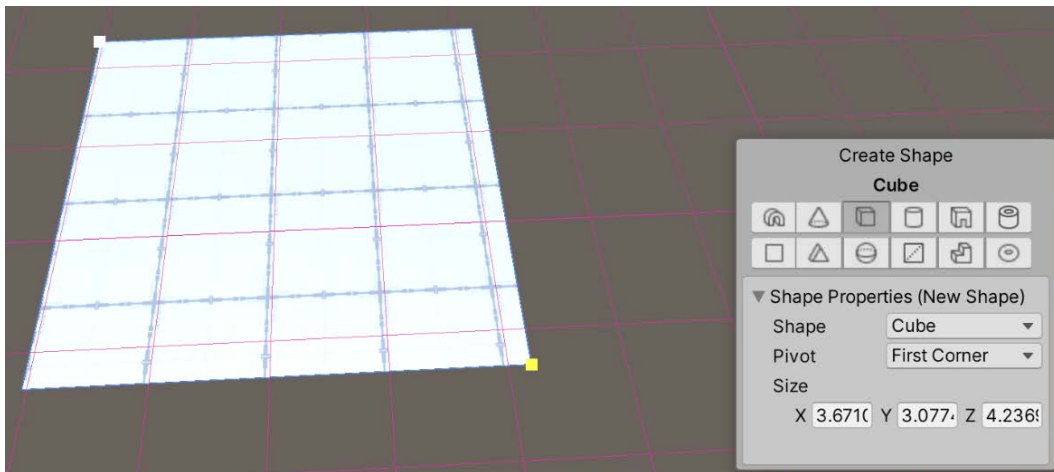 Create Shape
Cube
Shape Properties (New Shape)
Shape Cube
Pivot First Corner
Size
X 3.671 Y 3.077 Z 4.236